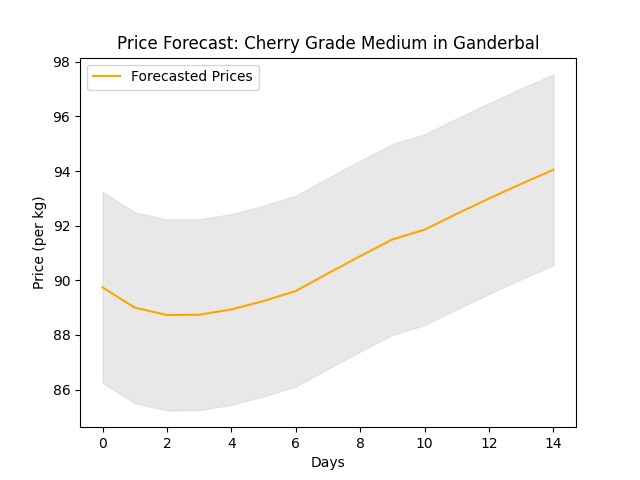 Price Forecast: Cherry Grade Medium in Ganderbal
Forecasted Prices
98
96
94
92
90
88
86
Price (per kg)
0 2 4 6 8 10 12 14
Days